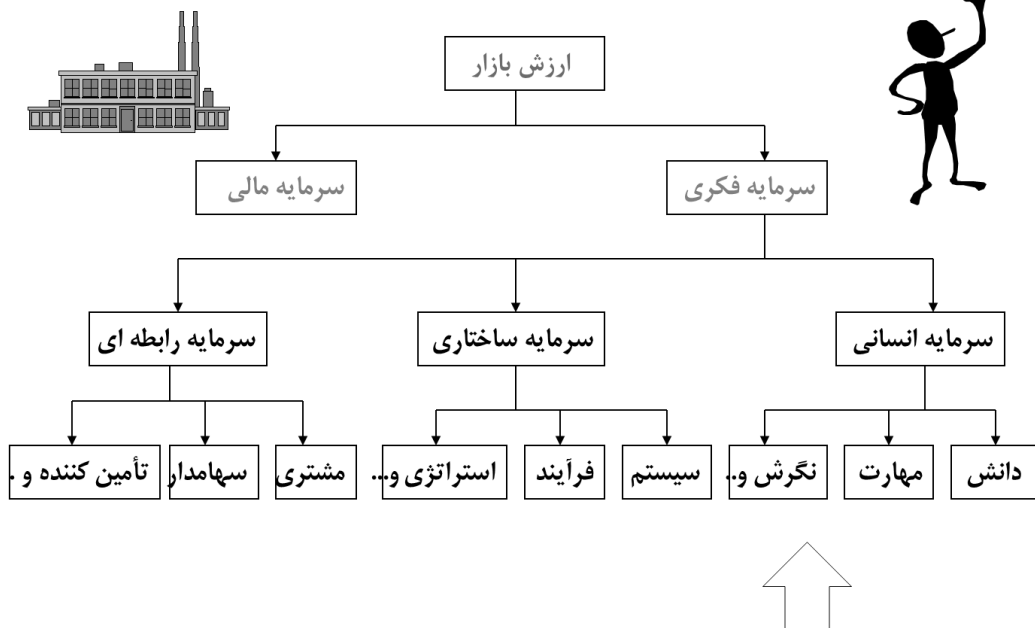 ارزش بازار
سرمایه فکری
سرمایه مالی
سرمایه انسانی
سرمایه ساختاری
سرمایه رابطه ای
دانش
مهارت
نگرش و..
سیستم
فرآیند
استراتژی و...
مشتری
سهامدار
تأمین کننده و .